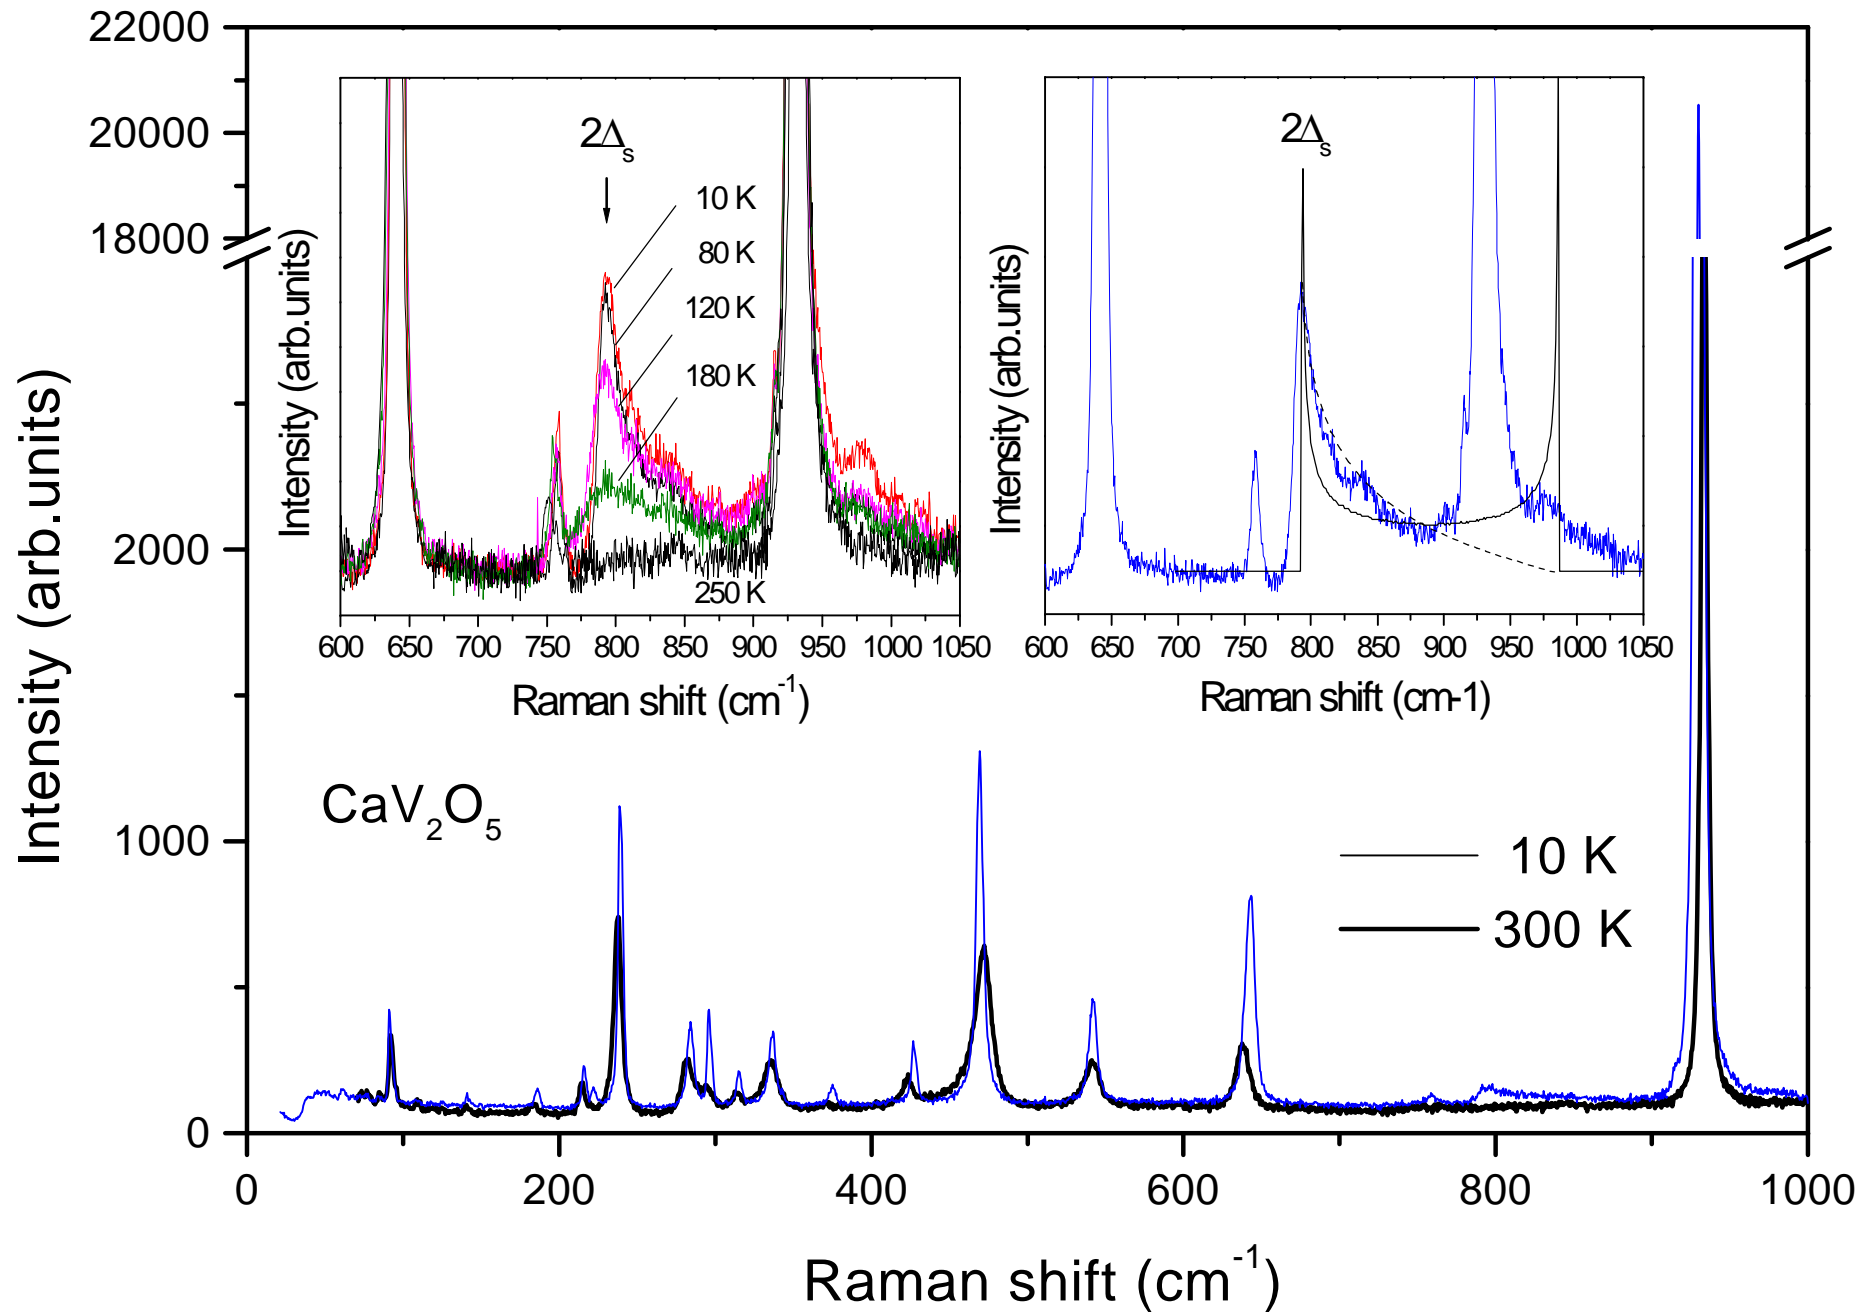 22000
20000
18000
2000
1000
0
Intensity (arb.units)
0 200 400 600 800 1000
Raman shift (cm⁻¹)
2Δₛ
10 K
80 K
120 K
180 K
250 K
Intensity (arb.units)
600 650 700 750 800 850 900 950 1000 1050
Raman shift (cm⁻¹)
2Δₛ
Intensity (arb.units)
600 650 700 750 800 850 900 950 1000 1050
Raman shift (cm-1)
CaV₂O₅
10 K
300 K